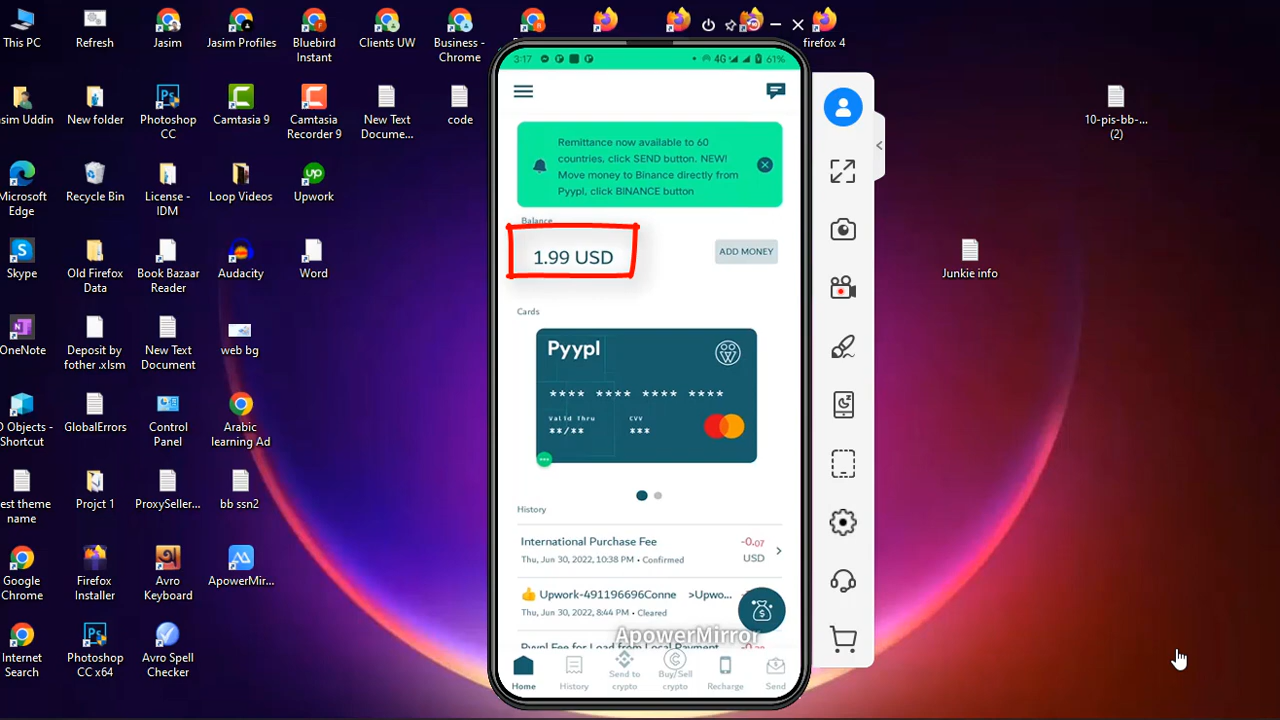 This PC
Refresh
Jasim
Jasim Profiles
Bluebird
Instant
Clients UW
Business -
Chrome
firefox 4
asim Uddin
New folder
Photoshop
CC
Camtasia 9
Camtasia
Recorder 9
New Text
Docume...
code
Microsoft
Edge
Recycle Bin
License -
IDM
Loop Videos
Upwork
Skype
Old Firefox
Data
Book Bazaar
Reader
Audacity
Word
OneNote
Deposit by
fother .xlsm
New Text
Document
web bg
D Objects -
Shortcut
GlobalErrors
Control
Panel
Arabic
learning Ad
est theme
name
Projct 1
ProxySeller...
bb ssn2
Google
Chrome
Firefox
Installer
Avro
Keyboard
ApowerMir...
Internet
Search
Photoshop
CC x64
Avro Spell
Checker
3:17
4G
61%
Remittance now available to 60
countries, click SEND button. NEW!
Move money to Binance directly from
Pyypl, click BINANCE button
Balance
1.99 USD
ADD MONEY
Cards
Pyypl
**** **** **** ****
Valid Thru
CVV
**/**
***
History
International Purchase Fee
-0.07
USD
Thu, Jun 30, 2022, 10:38 PM • Confirmed
👍 Upwork-491196696Conne >Upwo...
Thu, Jun 30, 2022, 8:44 PM • Cleared
Pyypl Fee for Load from Local Payment
ApowerMirror
Home
History
Send to
crypto
Buy/Sell
crypto
Recharge
Send
10-pis-bb-...
(2)
Junkie info